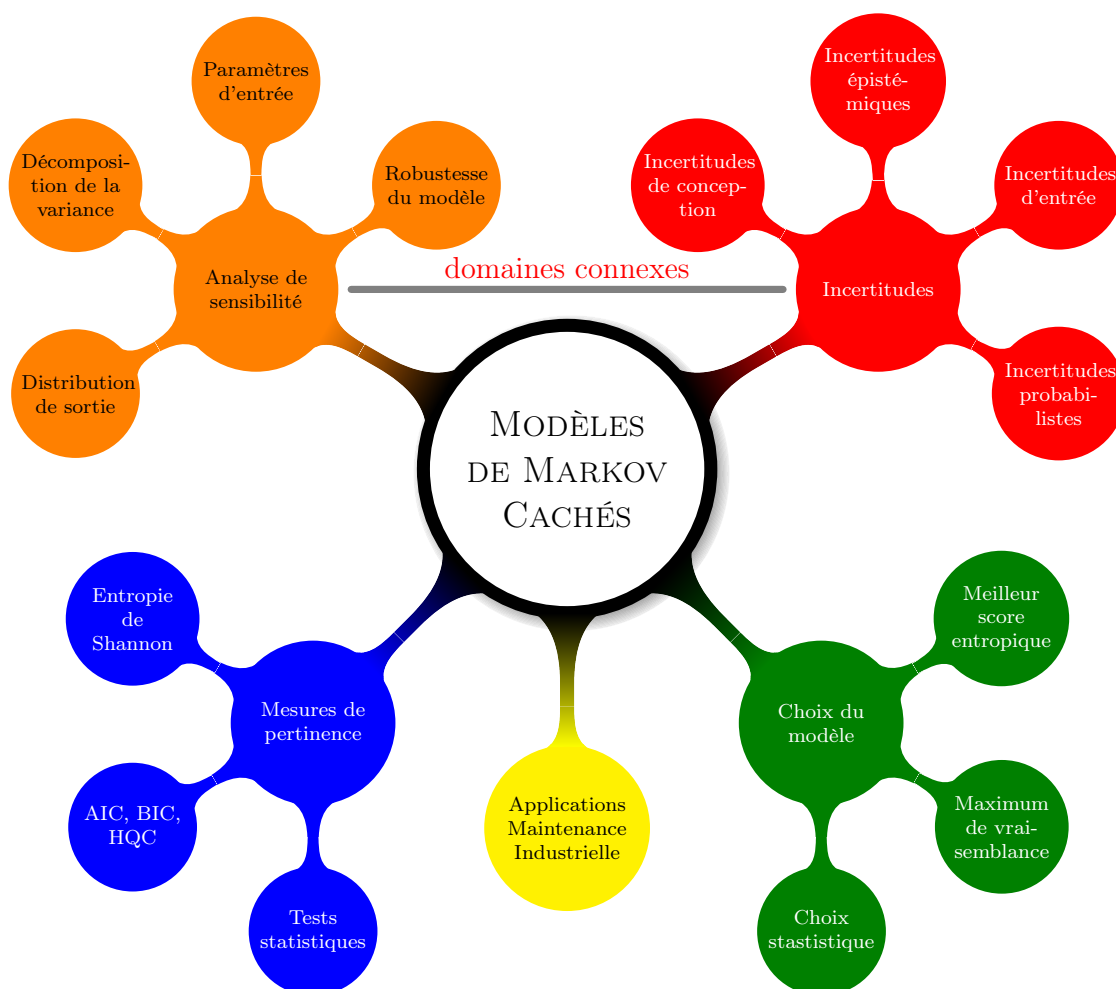 Paramètres
d'entrée
Décomposi-
tion de la
variance
Robustesse
du modèle
Analyse de
sensibilité
Distribution
de sortie
domaines connexes
Incertitudes
épisté-
miques
Incertitudes
de concep-
tion
Incertitudes
d'entrée
Incertitudes
Incertitudes
probabi-
listes
Modèles
de Markov
Cachés
Entropie
de
Shannon
Mesures de
pertinence
AIC, BIC,
HQC
Tests
statistiques
Applications
Maintenance
Industrielle
Meilleur
score
entropique
Choix du
modèle
Maximum
de vrai-
semblance
Choix
stastistique